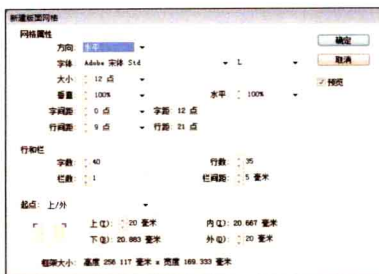 新建版面网格
网格属性
方向: 水平
确定
字体: Adobe 宋体 Std L
取消
大小: 12 点
预览
垂直: 100% 水平: 100%
字间距: 0 点 字距: 12 点
行间距: 9 点 行距: 21 点
行和栏
字数: 40 行数: 35
栏数: 1 栏间距: 5 毫米
起点: 上/外
上(T): 20 毫米 内(I): 20.667 毫米
下(B): 20.883 毫米 外(O): 20 毫米
框架大小: 高度 256.117 毫米 x 宽度 169.333 毫米